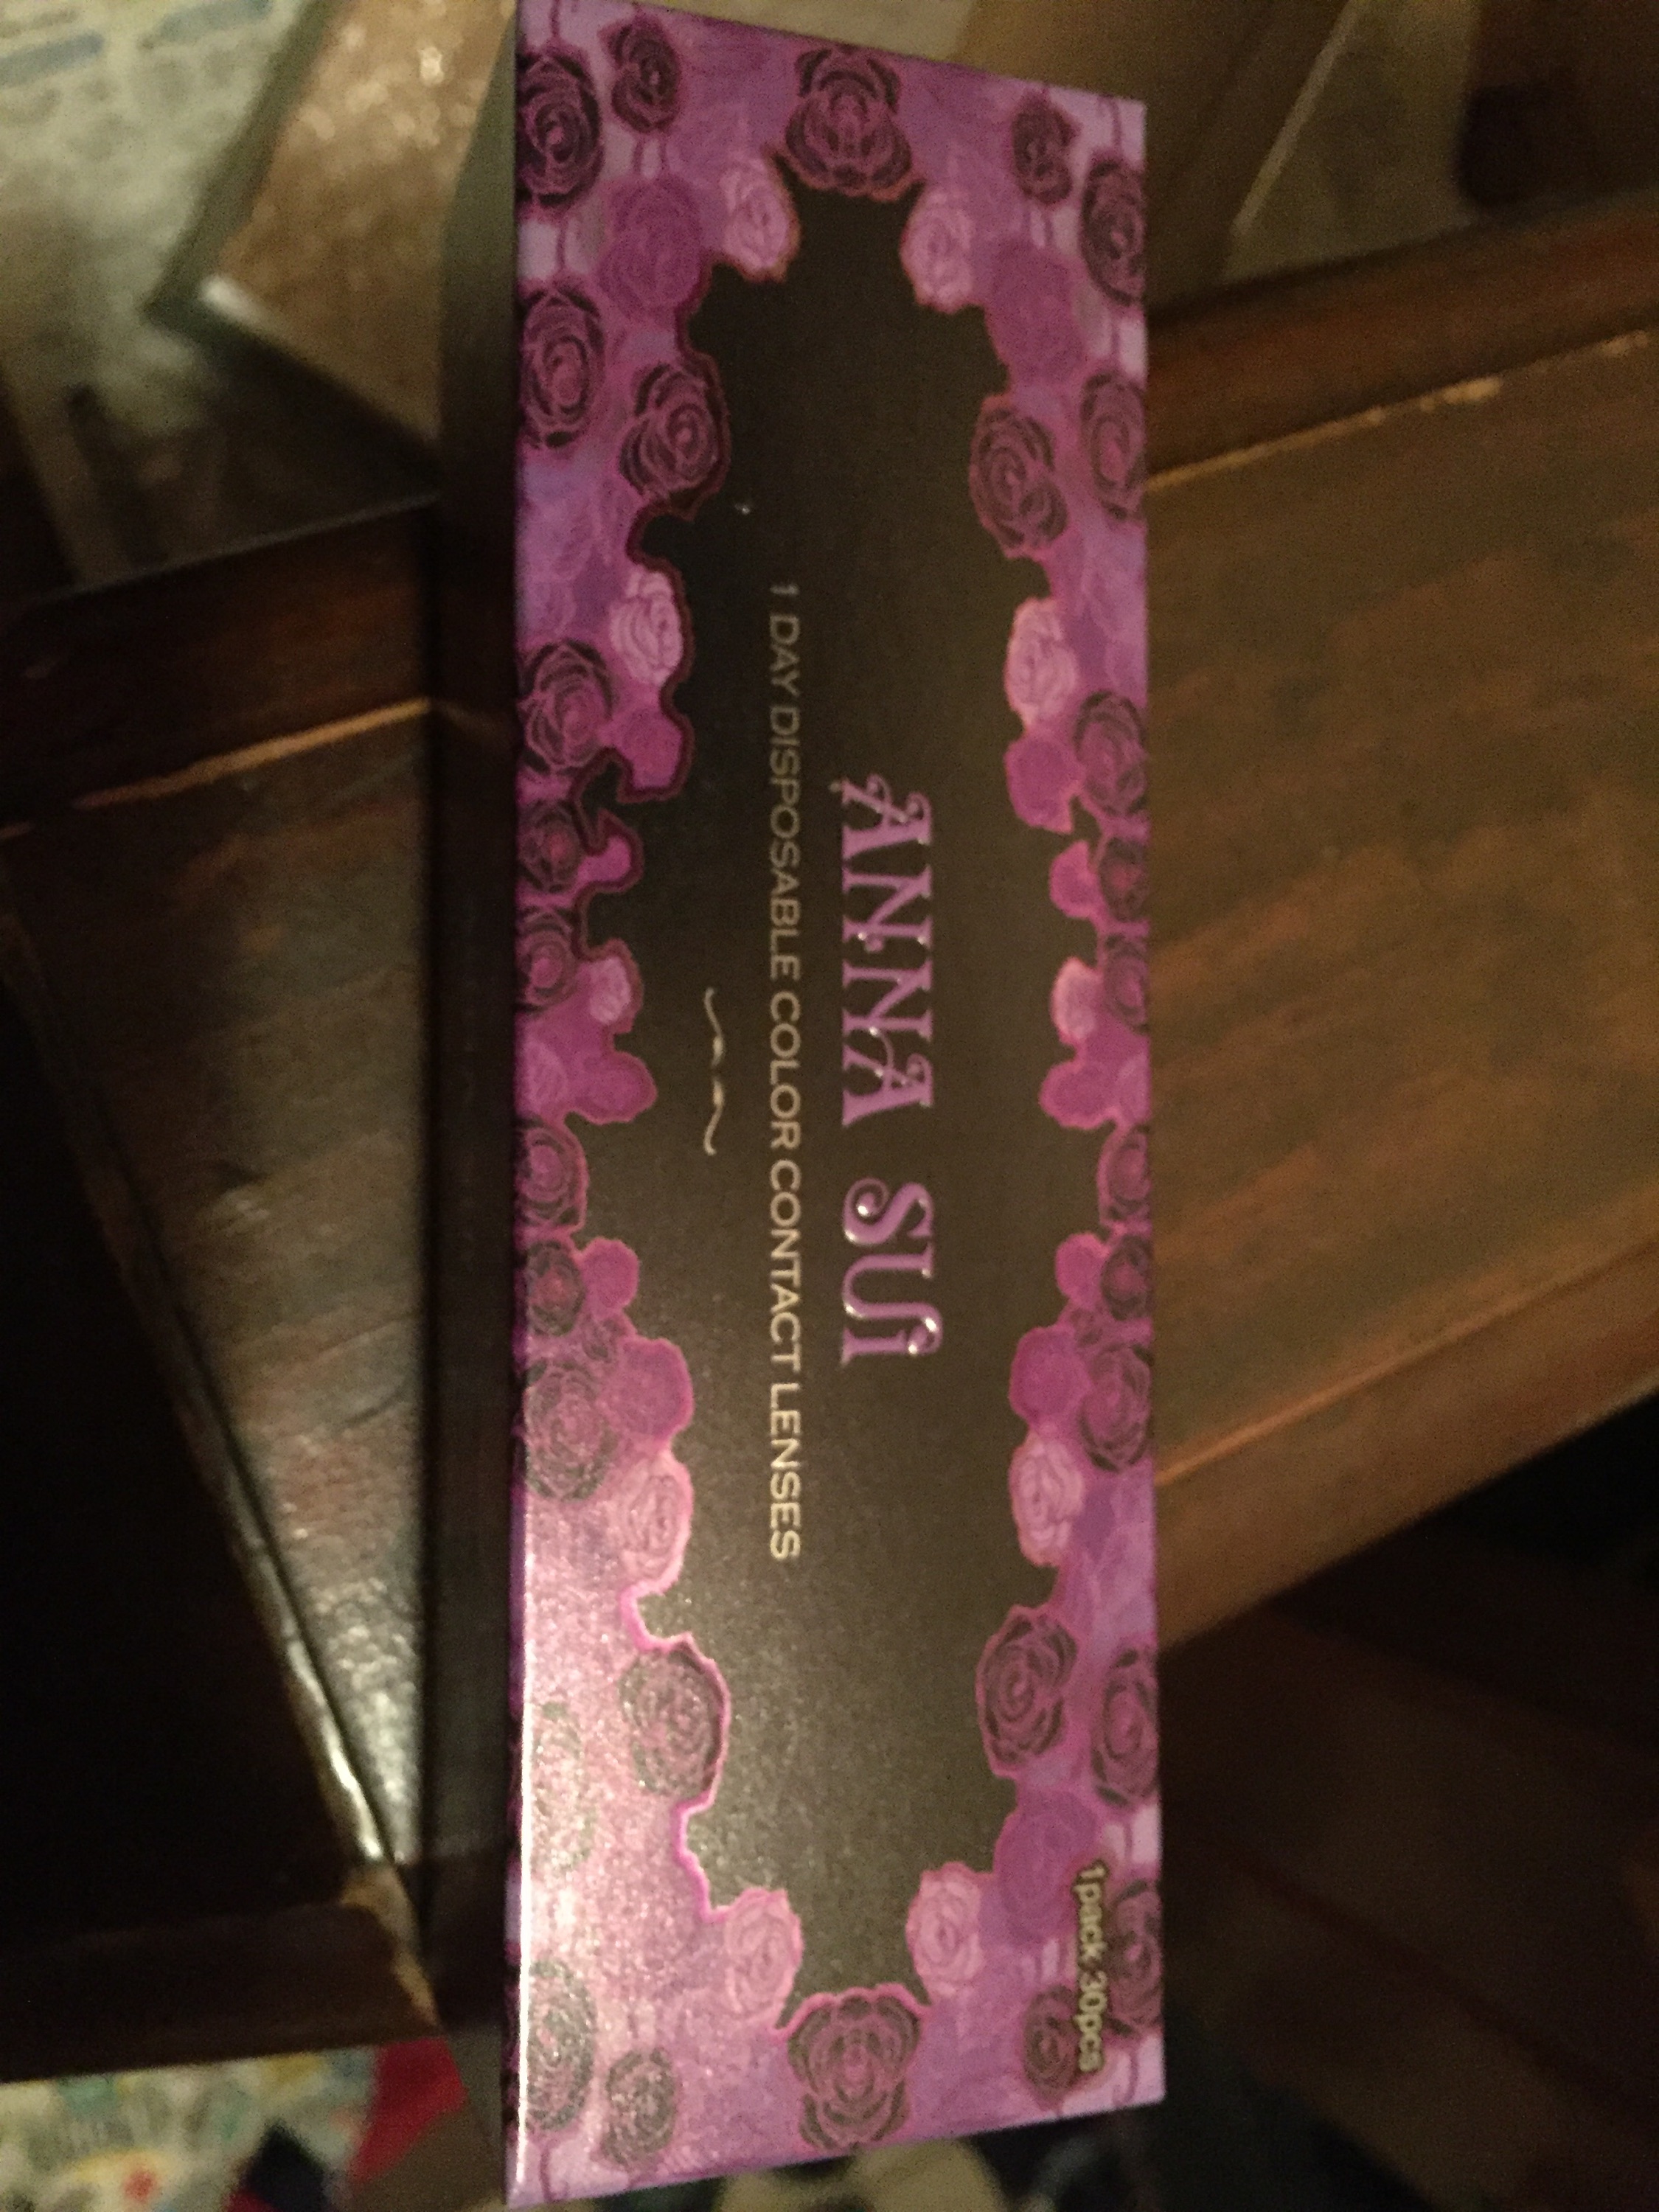 1pack 30pcs
ANNA SUI
1 DAY DISPOSABLE COLOR CONTACT LENSES